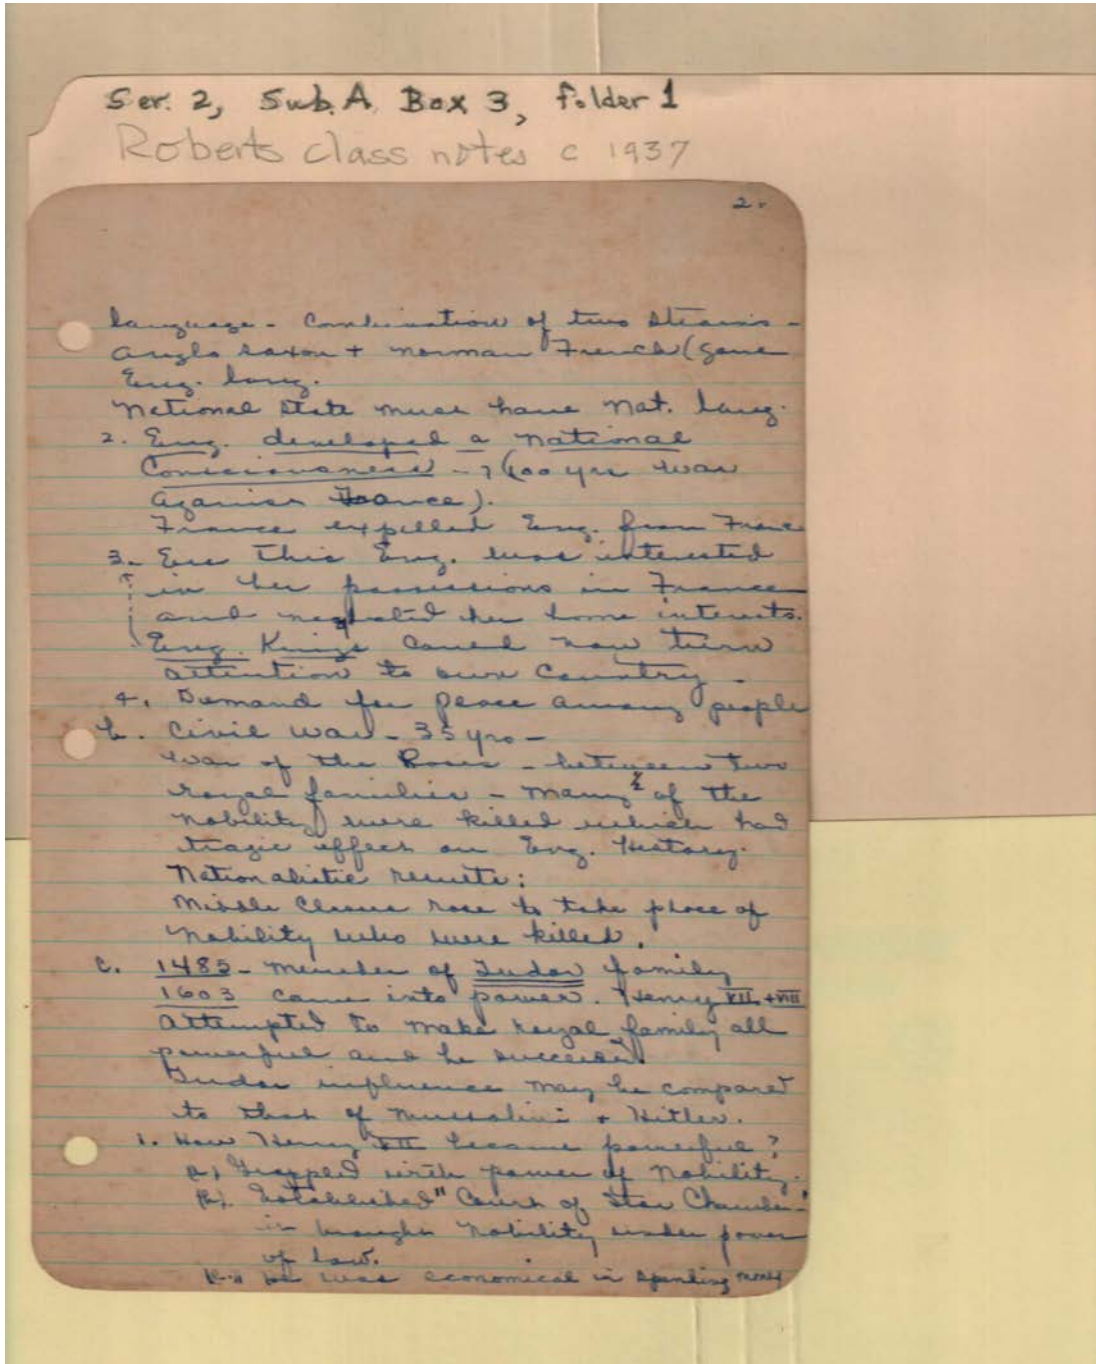 Ser. 2, Sub. A Box 3, folder 1
Roberts class notes c 1937
2.
language - Combination of two strains -
Anglo Saxon + Norman French (gave
Eng. lang.
National State must have Nat. lang.
2. Eng. developed a National
Consciousness - (100 yrs war
against France).
France expelled Eng. from France
3. this Eng. was interested
in her possessions in France
and neglected her home interests.
Eng. Kings could now turn
attention to own Country.
4. Demand for peace among people
b. Civil War - 35 yrs -
War of the Roses - between two
royal families - many of the
nobility were killed which had
tragic effect on Eng. History.
Nationalistic results:
Middle Classes rose to take place of
nobility who were killed.
c. 1485 - Member of Tudor family
1603 came into power. Henry VII + VIII
Attempted to make royal family all
powerful and he succeeded
Tudor influence may be compared
to that of Mussolini + Hitler.
1. How Henry VII became powerful?
a) Grappled with power of Nobility.
b) Established "Court of Star Chamber"
brought nobility under power
of law.
he was economical in spending money